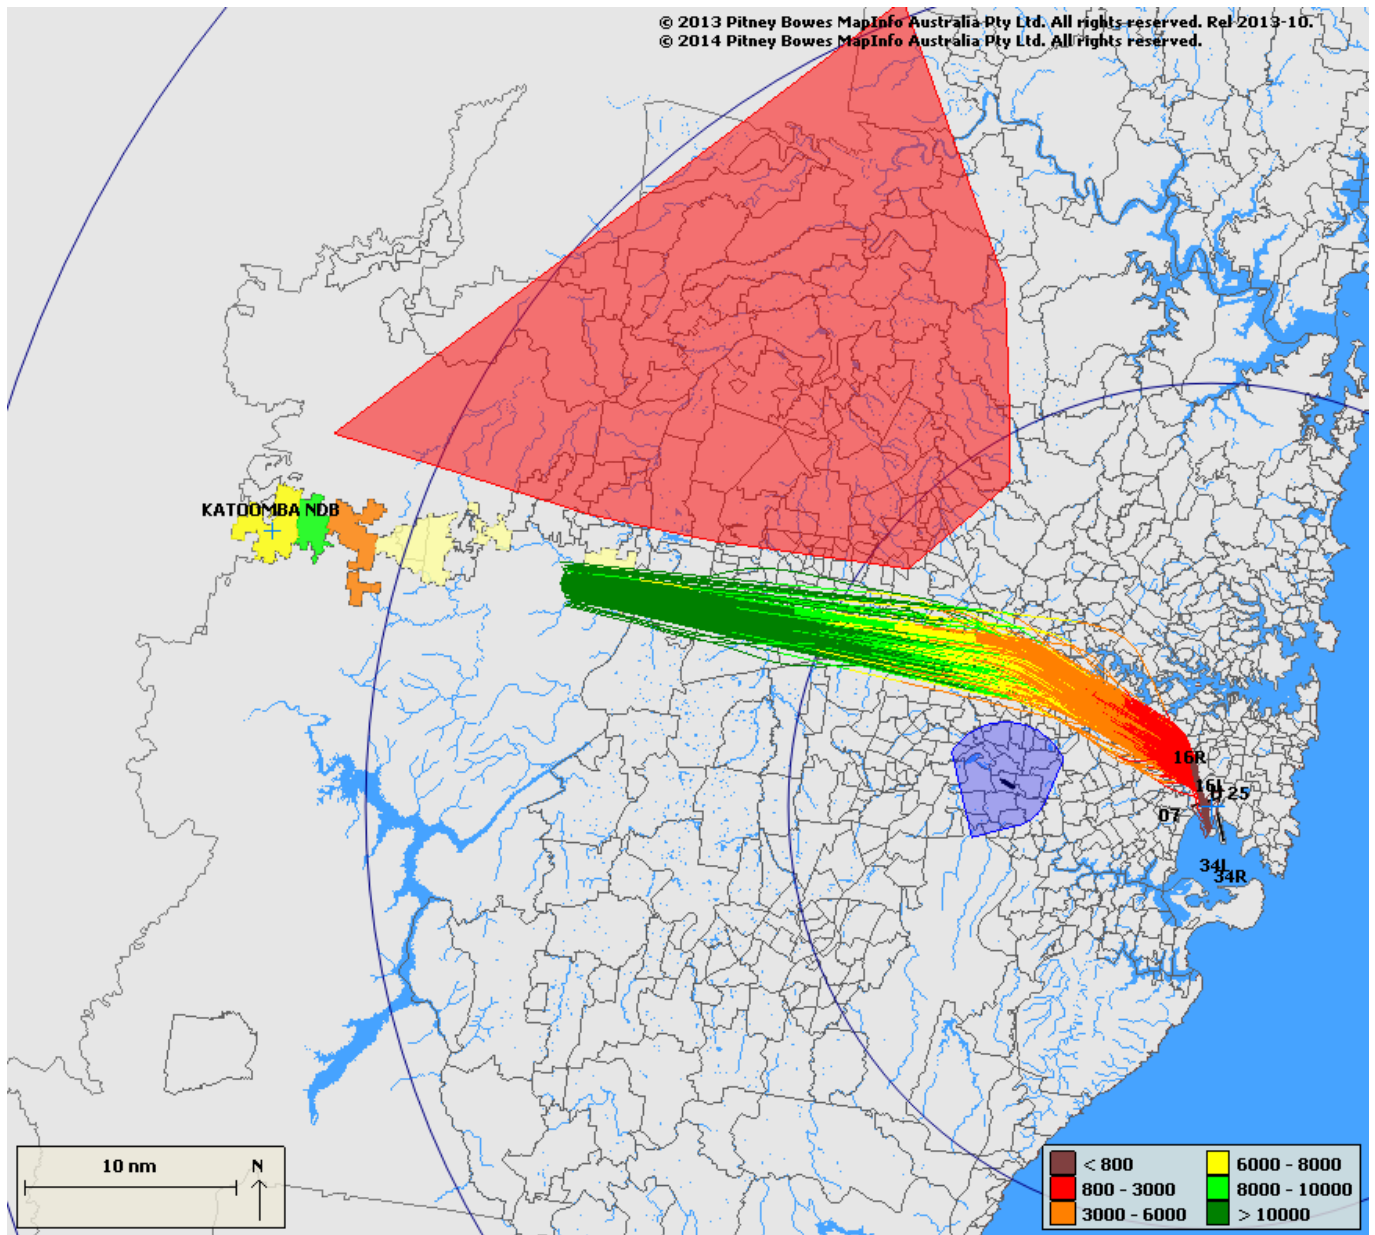 © 2013 Pitney Bowes MapInfo Australia Pty Ltd. All rights reserved. Rel 2013-10.
© 2014 Pitney Bowes MapInfo Australia Pty Ltd. All rights reserved.
KATOOMBA NDB
16R
16L
25
07
34L
34R
10 nm
N
< 800
6000 - 8000
800 - 3000
8000 - 10000
3000 - 6000
> 10000